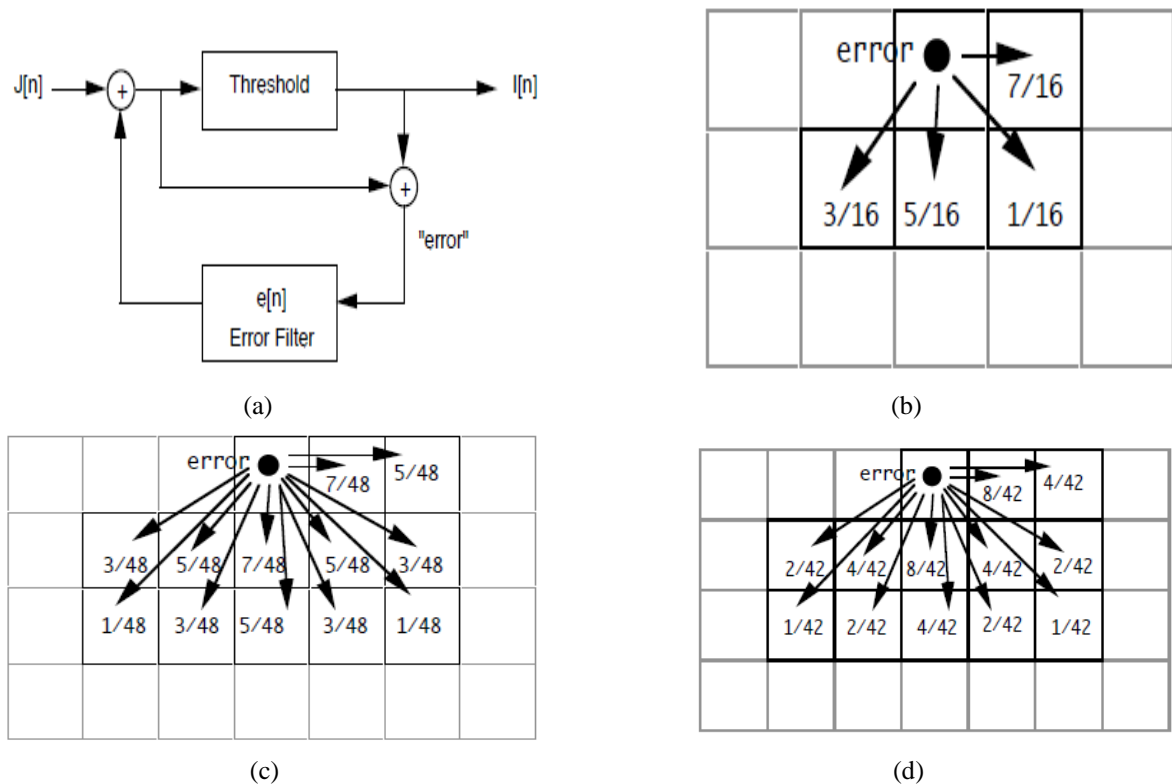 J[n] + Threshold I[n]
+
"error"
e[n]
Error Filter
(a)
error
7/16
3/16 5/16 1/16
(b)
error
7/48 5/48
3/48 5/48 7/48 5/48 3/48
1/48 3/48 5/48 3/48 1/48
(c)
error
8/42 4/42
2/42 4/42 8/42 4/42 2/42
1/42 2/42 4/42 2/42 1/42
(d)